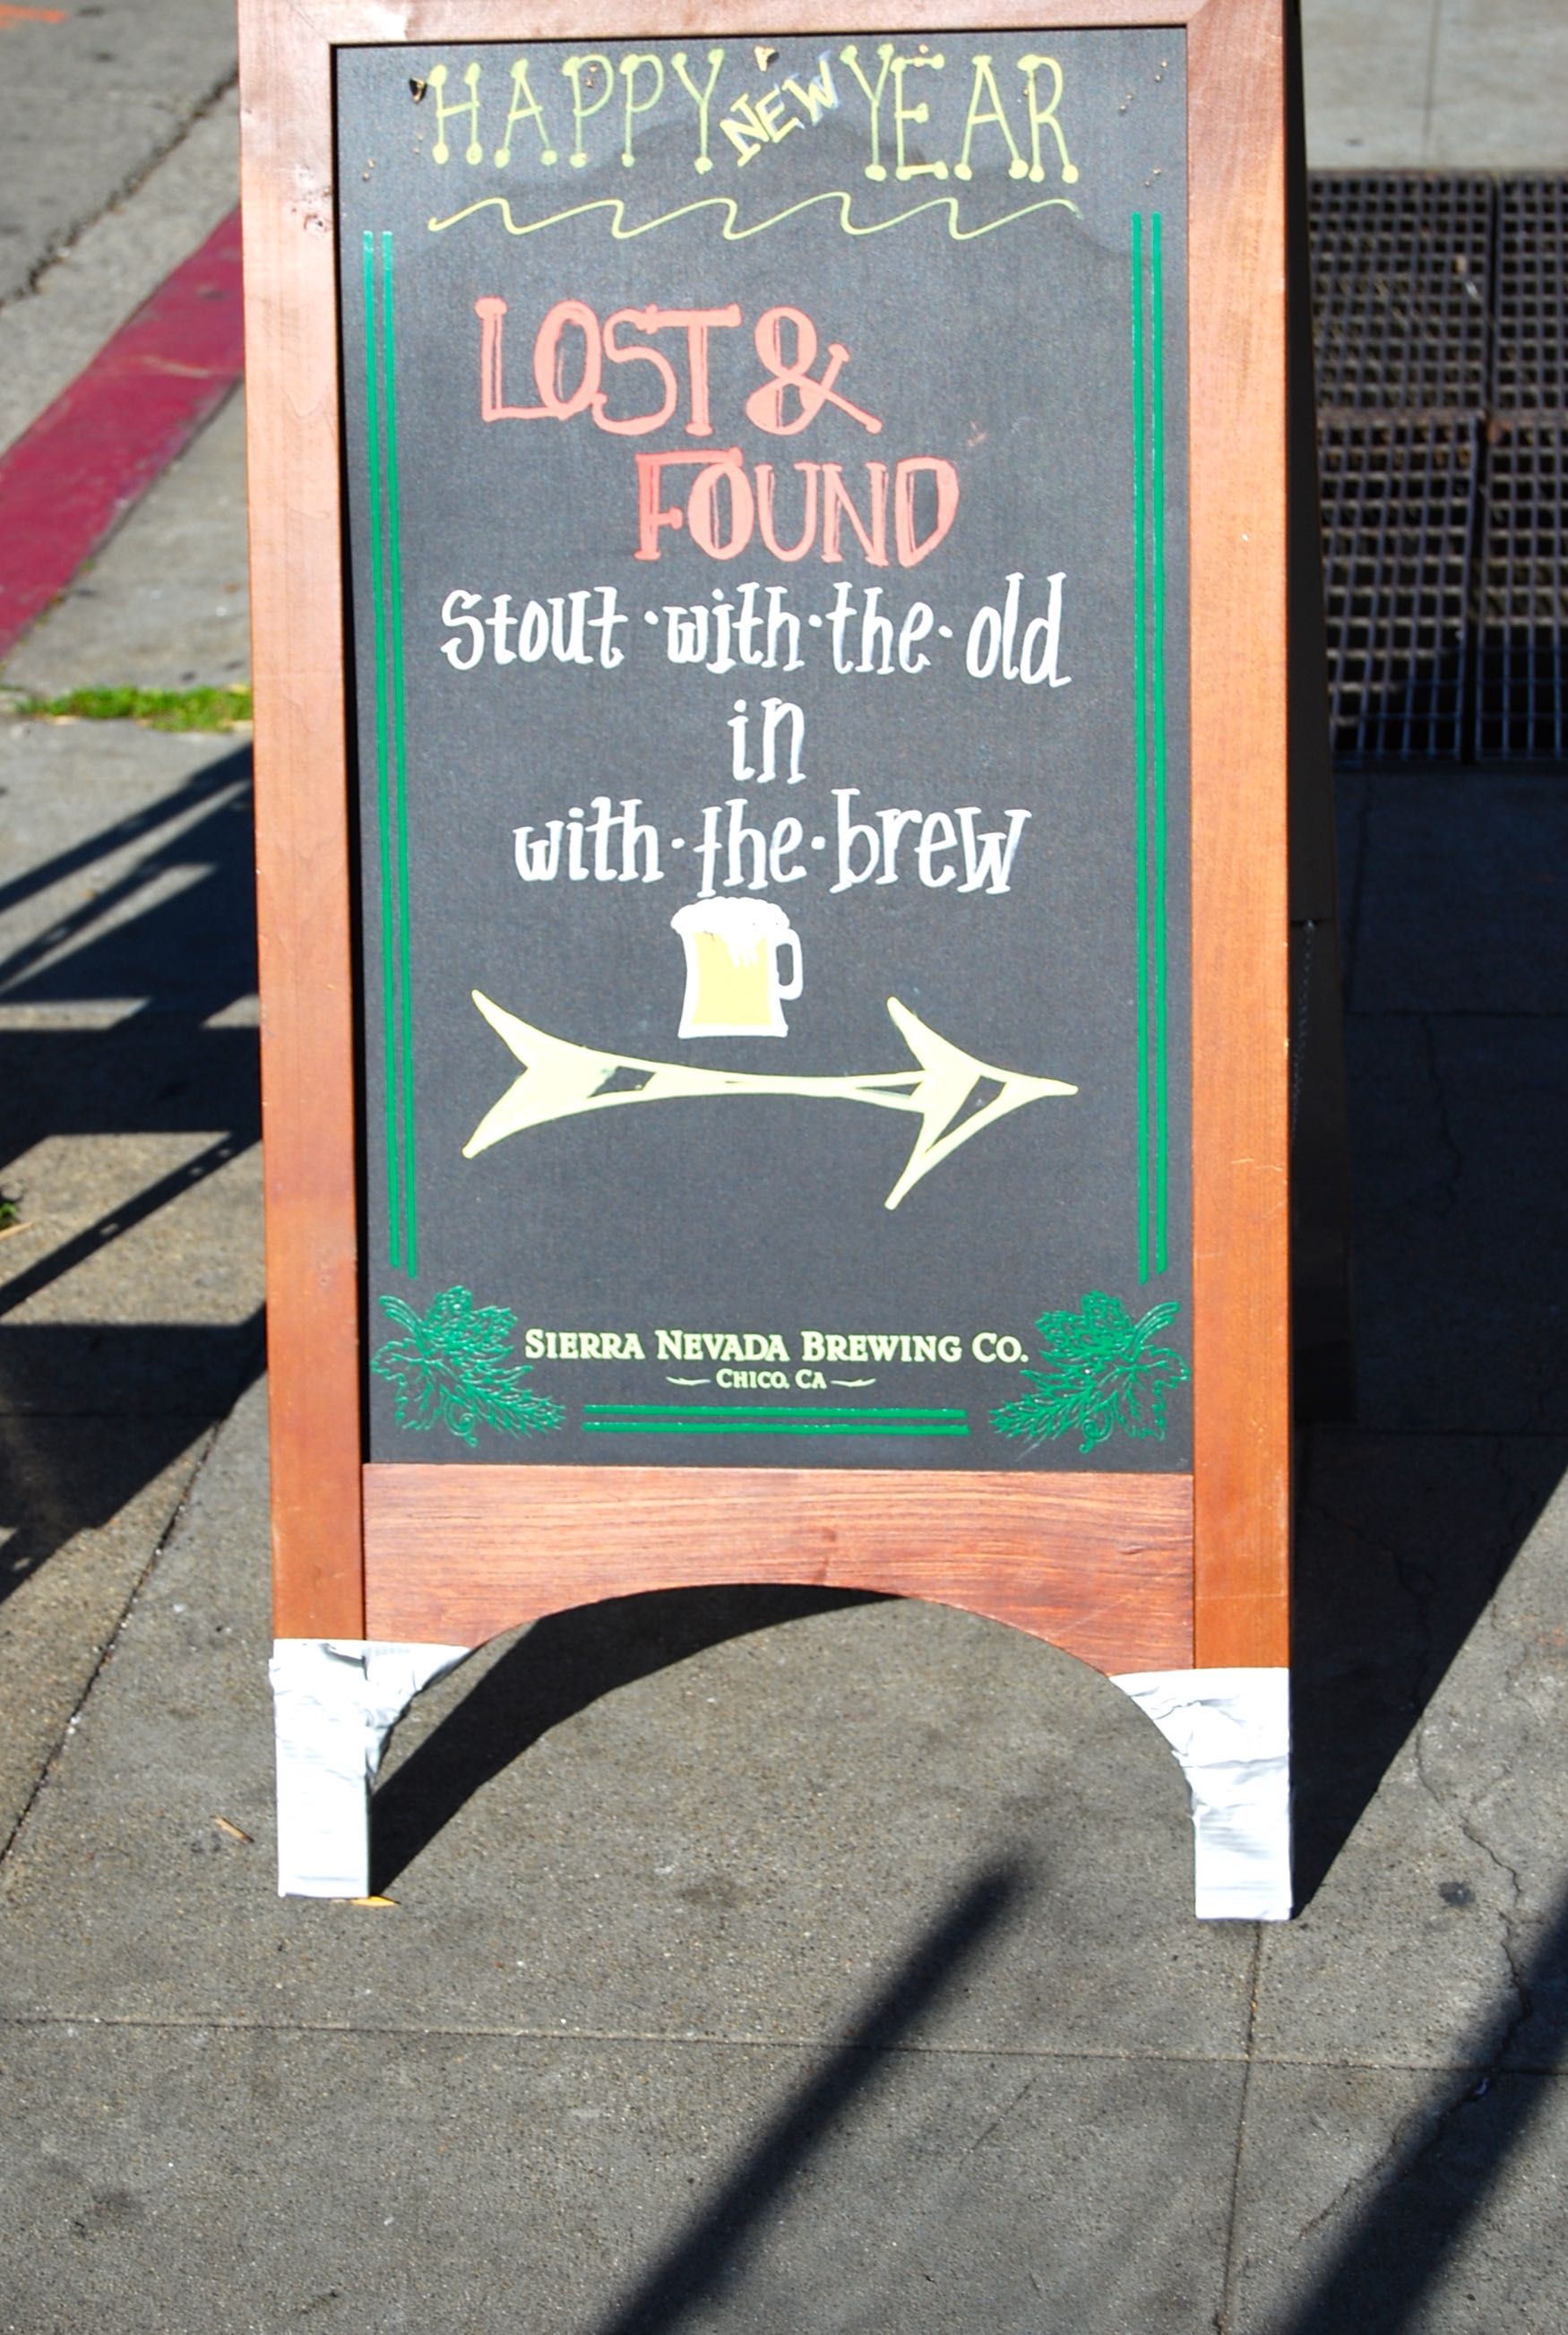 HAPPY NEW YEAR
LOST &
FOUND
Stout·with·the·old
in
with·the·brew
SIERRA NEVADA BREWING CO.
CHICO, CA